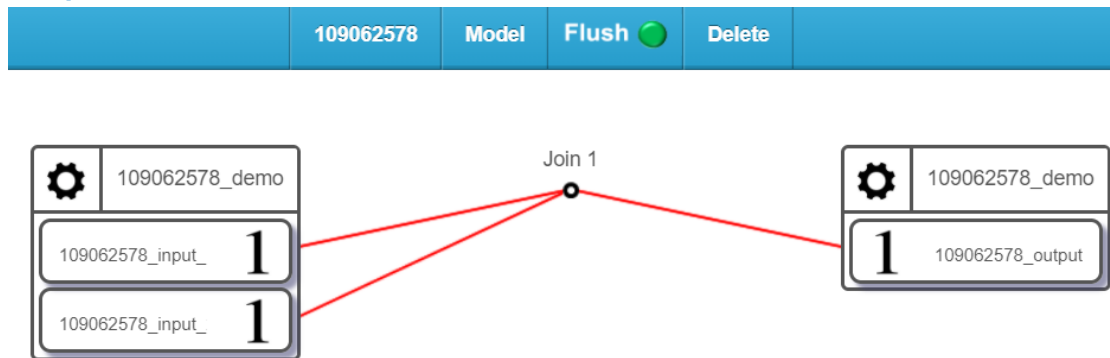 109062578 Model Flush Delete
Join 1
109062578_demo
109062578_input_ 1
109062578_input_ 1
109062578_demo
1 109062578_output